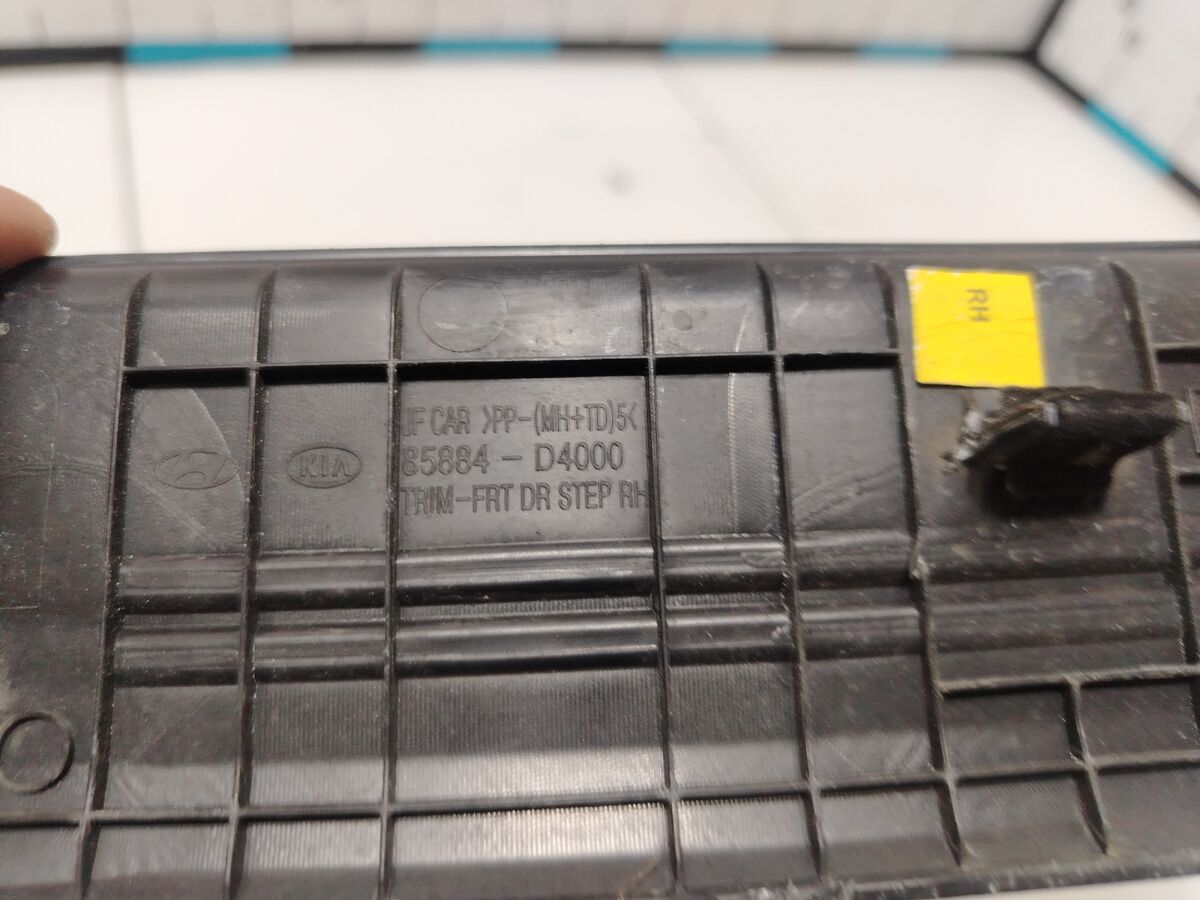 RH
JF CAR >PP-(MH+TD)5<
KIA
85884 - D4000
TRIM-FRT DR STEP RH